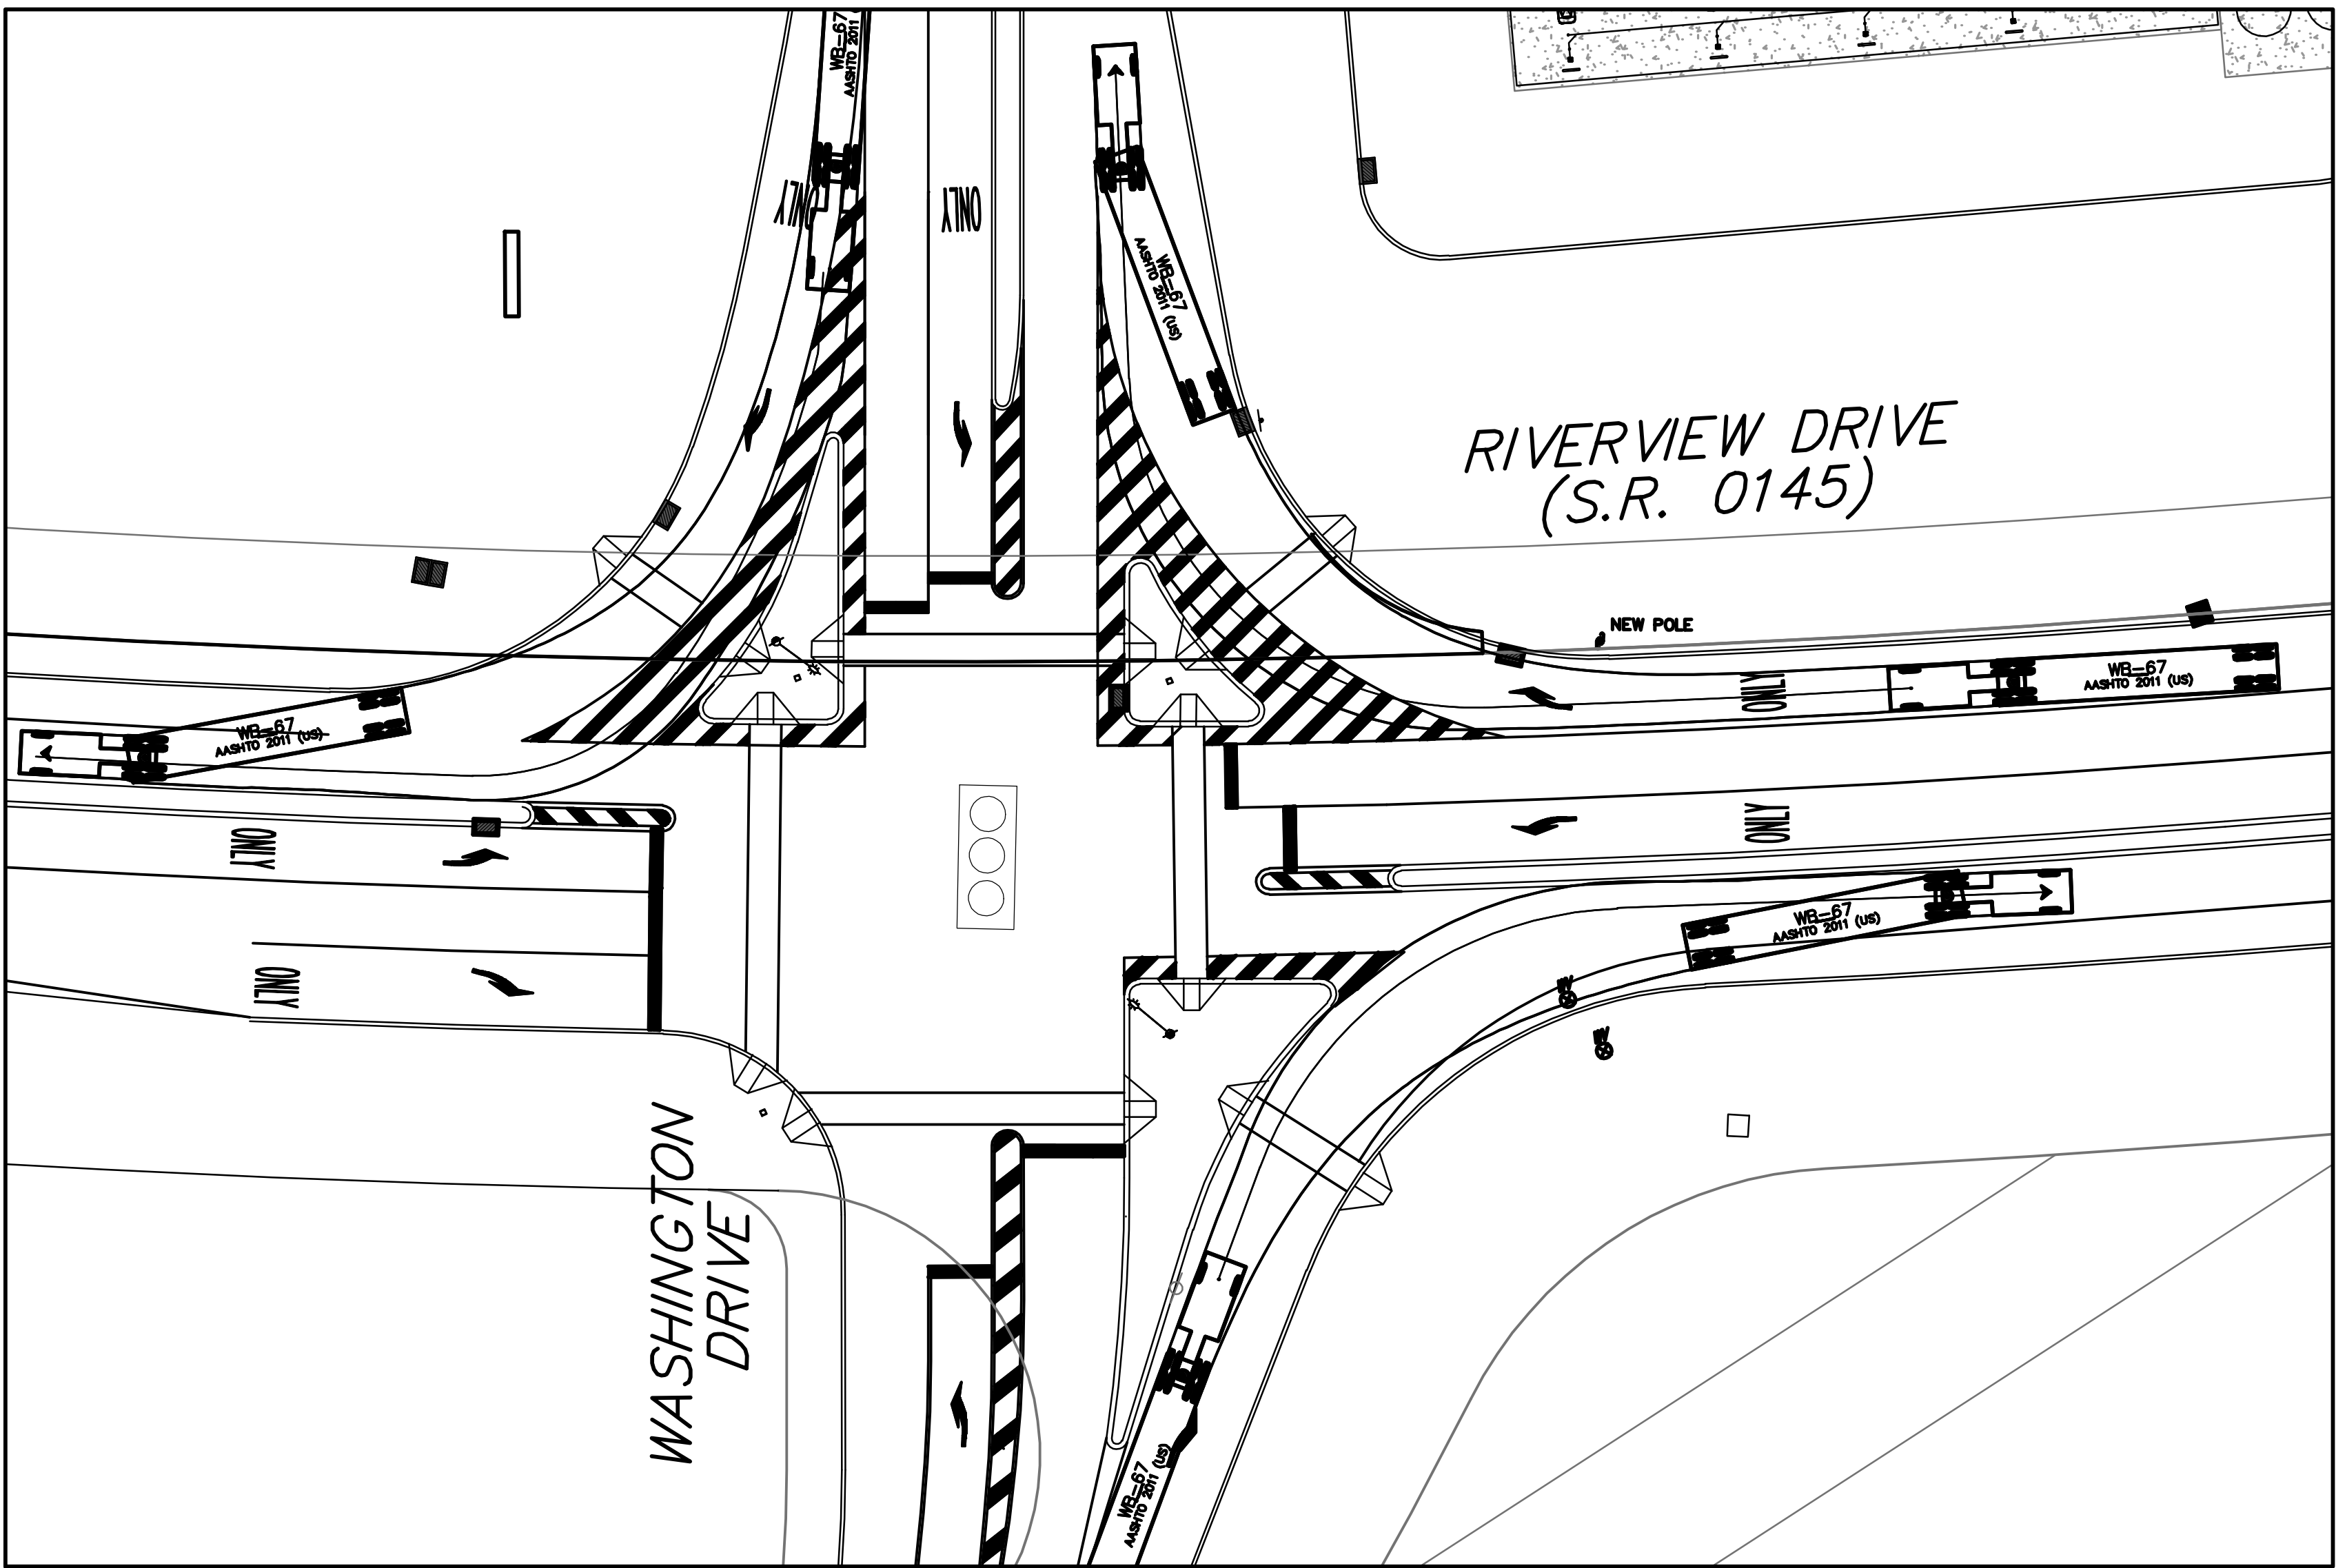 WB-67
AASHTO 2011 (
ONLY
ONLY
WB-67
AASHTO 2011 (US)
RIVERVIEW DRIVE
(S.R. 0145)
NEW POLE
WB-67
AASHTO 2011 (US)
ONLY
WB-67
AASHTO 2011 (US)
ONLY
ONLY
WB-67
AASHTO 2011 (US)
ONLY
W
W
WASHINGTON
DRIVE
WB-67
AASHTO 2011 (US)